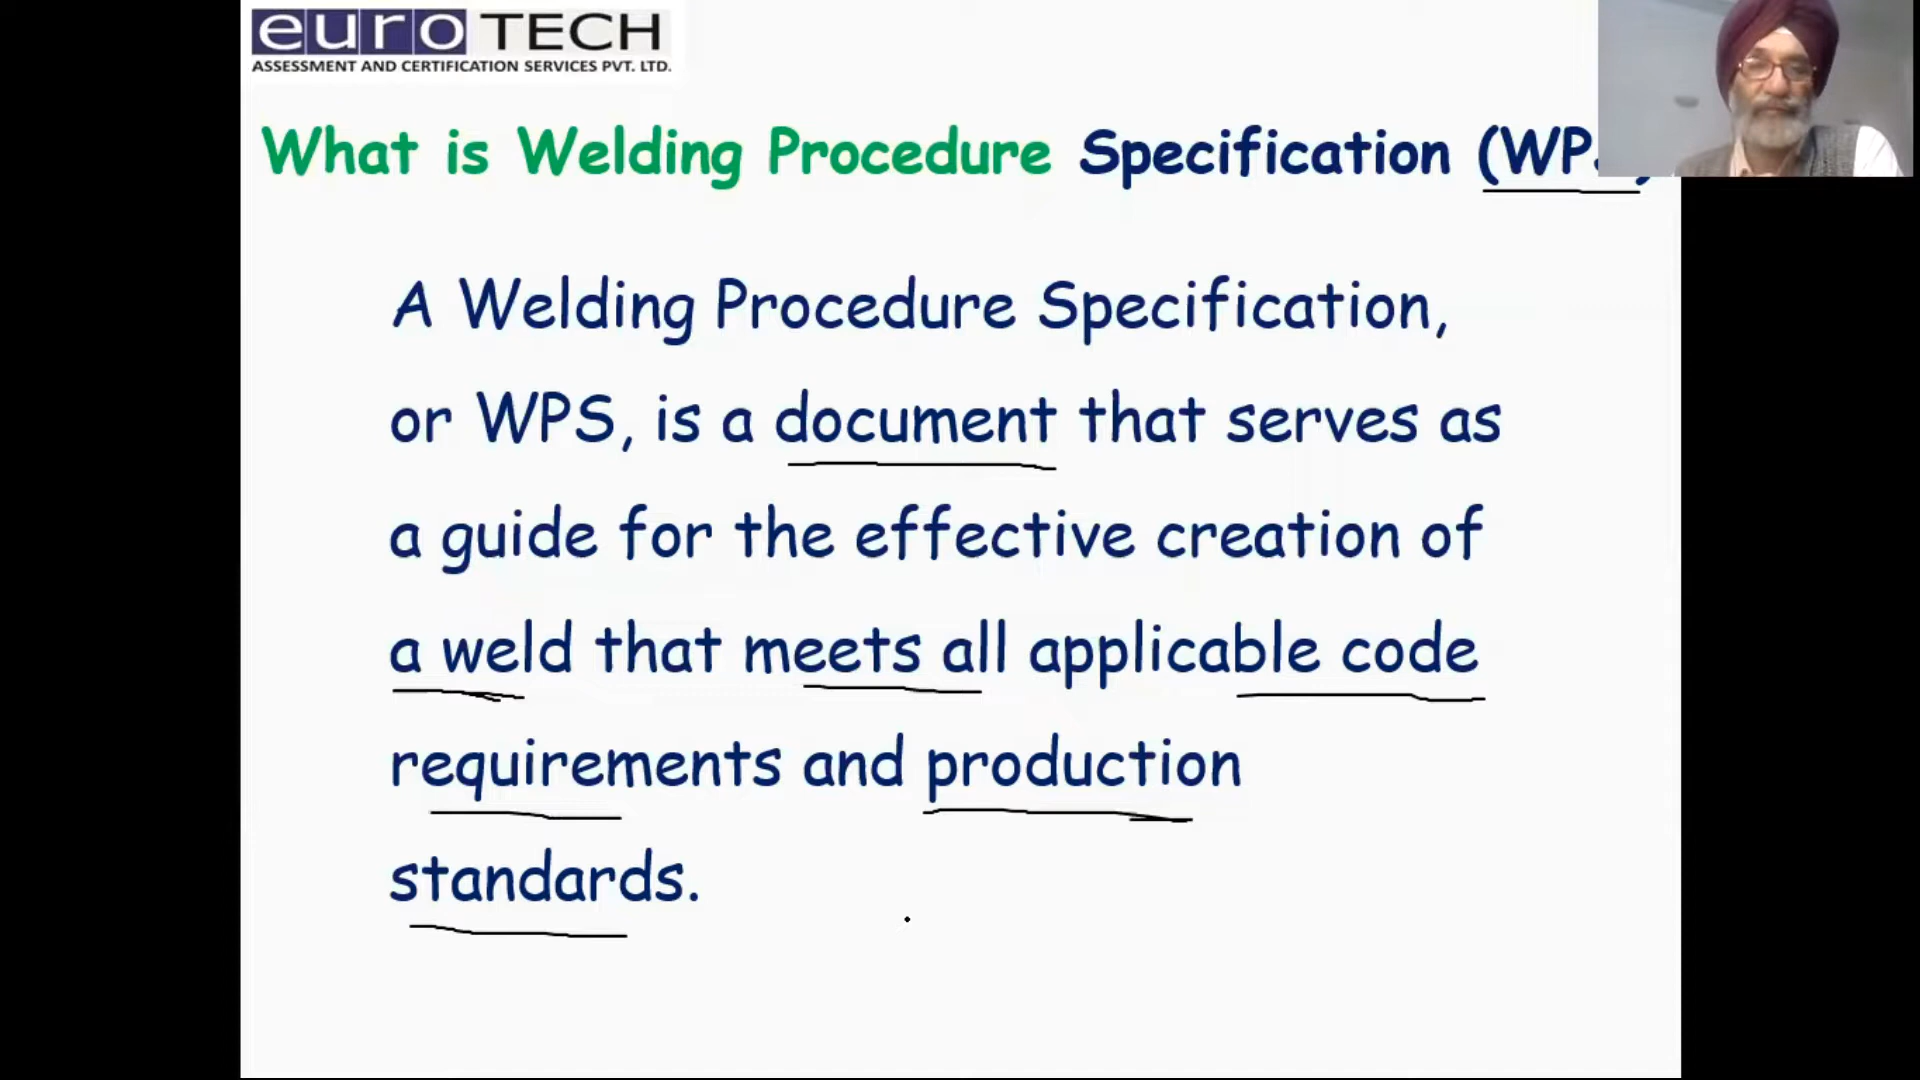 euro TECH
ASSESSMENT AND CERTIFICATION SERVICES PVT. LTD.
What is Welding Procedure Specification
A Welding Procedure Specification,
or WPS, is a document that serves as
a guide for the effective creation of
a weld that meets all applicable code
requirements and production
standards.